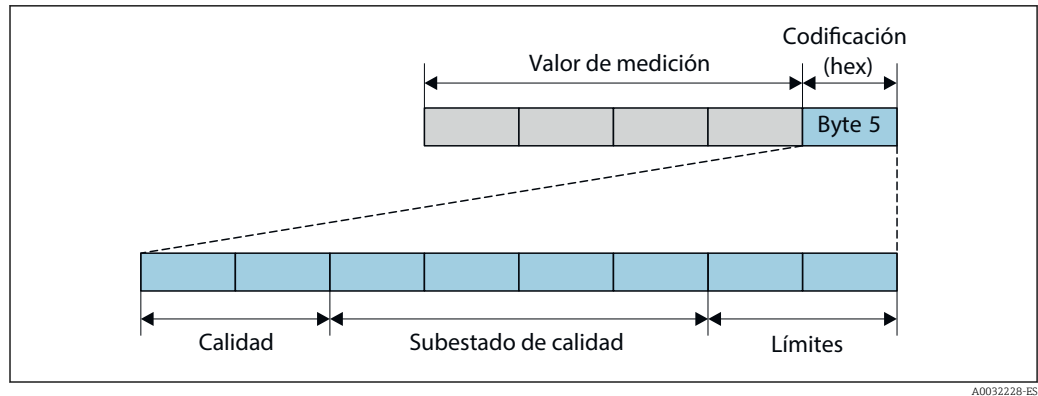 Codificación
Valor de medición
(hex)
Byte 5
Calidad
Subestado de calidad
Límites
A0032228-ES